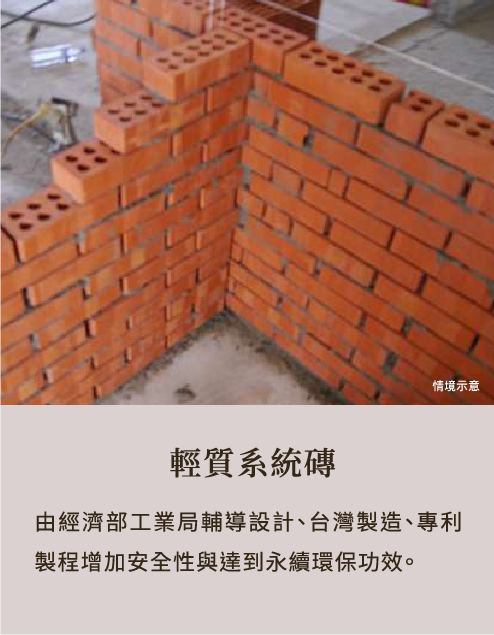 情境示意
輕質系統磚
由經濟部工業局輔導設計、台灣製造、專利
製程增加安全性與達到永續環保功效。